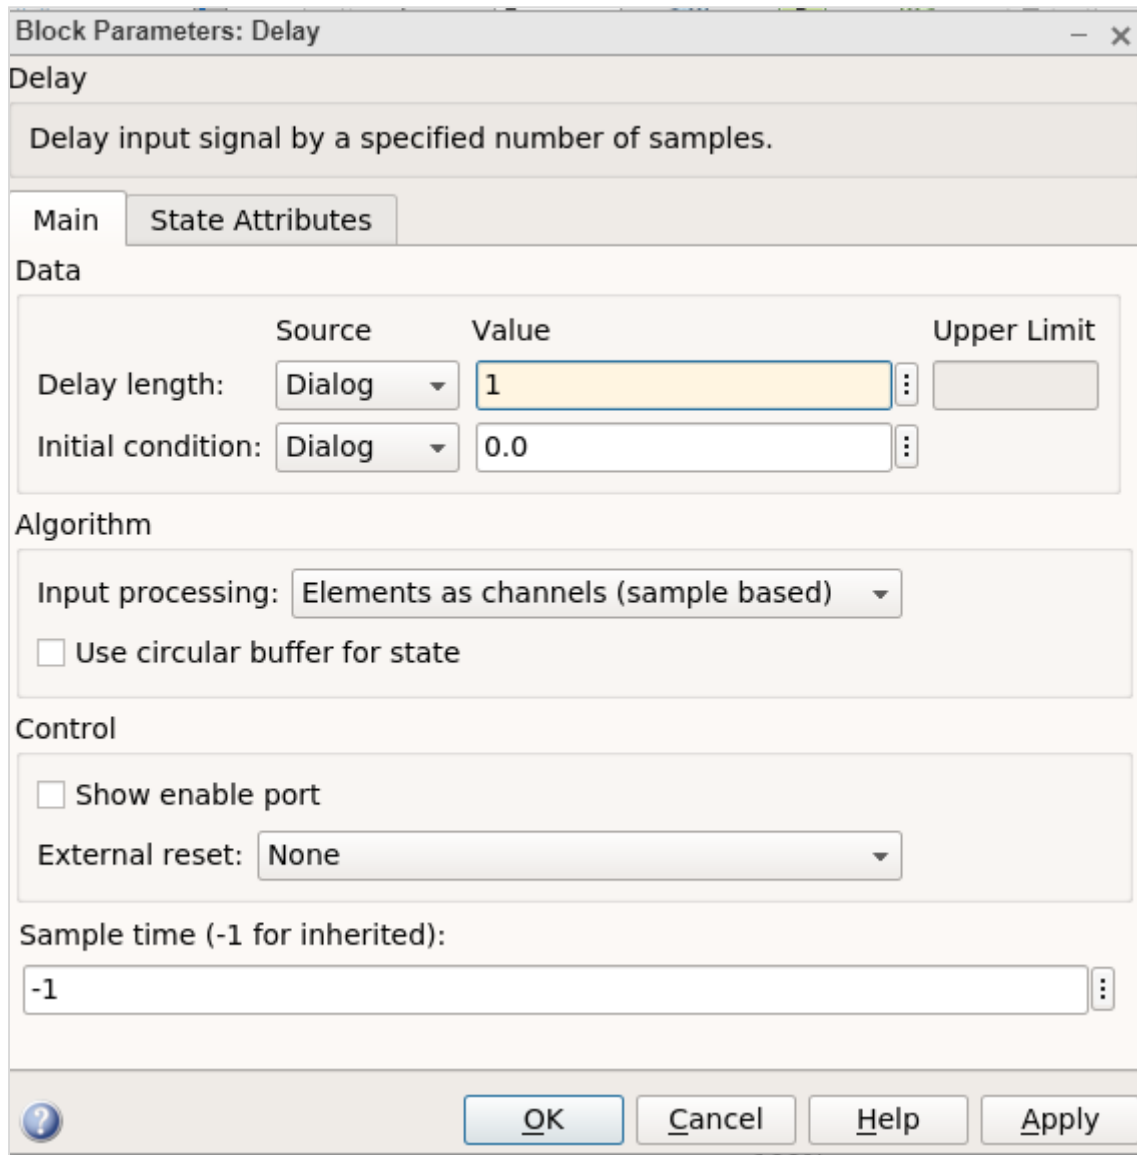 Block Parameters: Delay
Delay
Delay input signal by a specified number of samples.
Main State Attributes
Data
Source Value Upper Limit
Delay length: Dialog 1
Initial condition: Dialog 0.0
Algorithm
Input processing: Elements as channels (sample based)
Use circular buffer for state
Control
Show enable port
External reset: None
Sample time (-1 for inherited):
-1
OK Cancel Help Apply